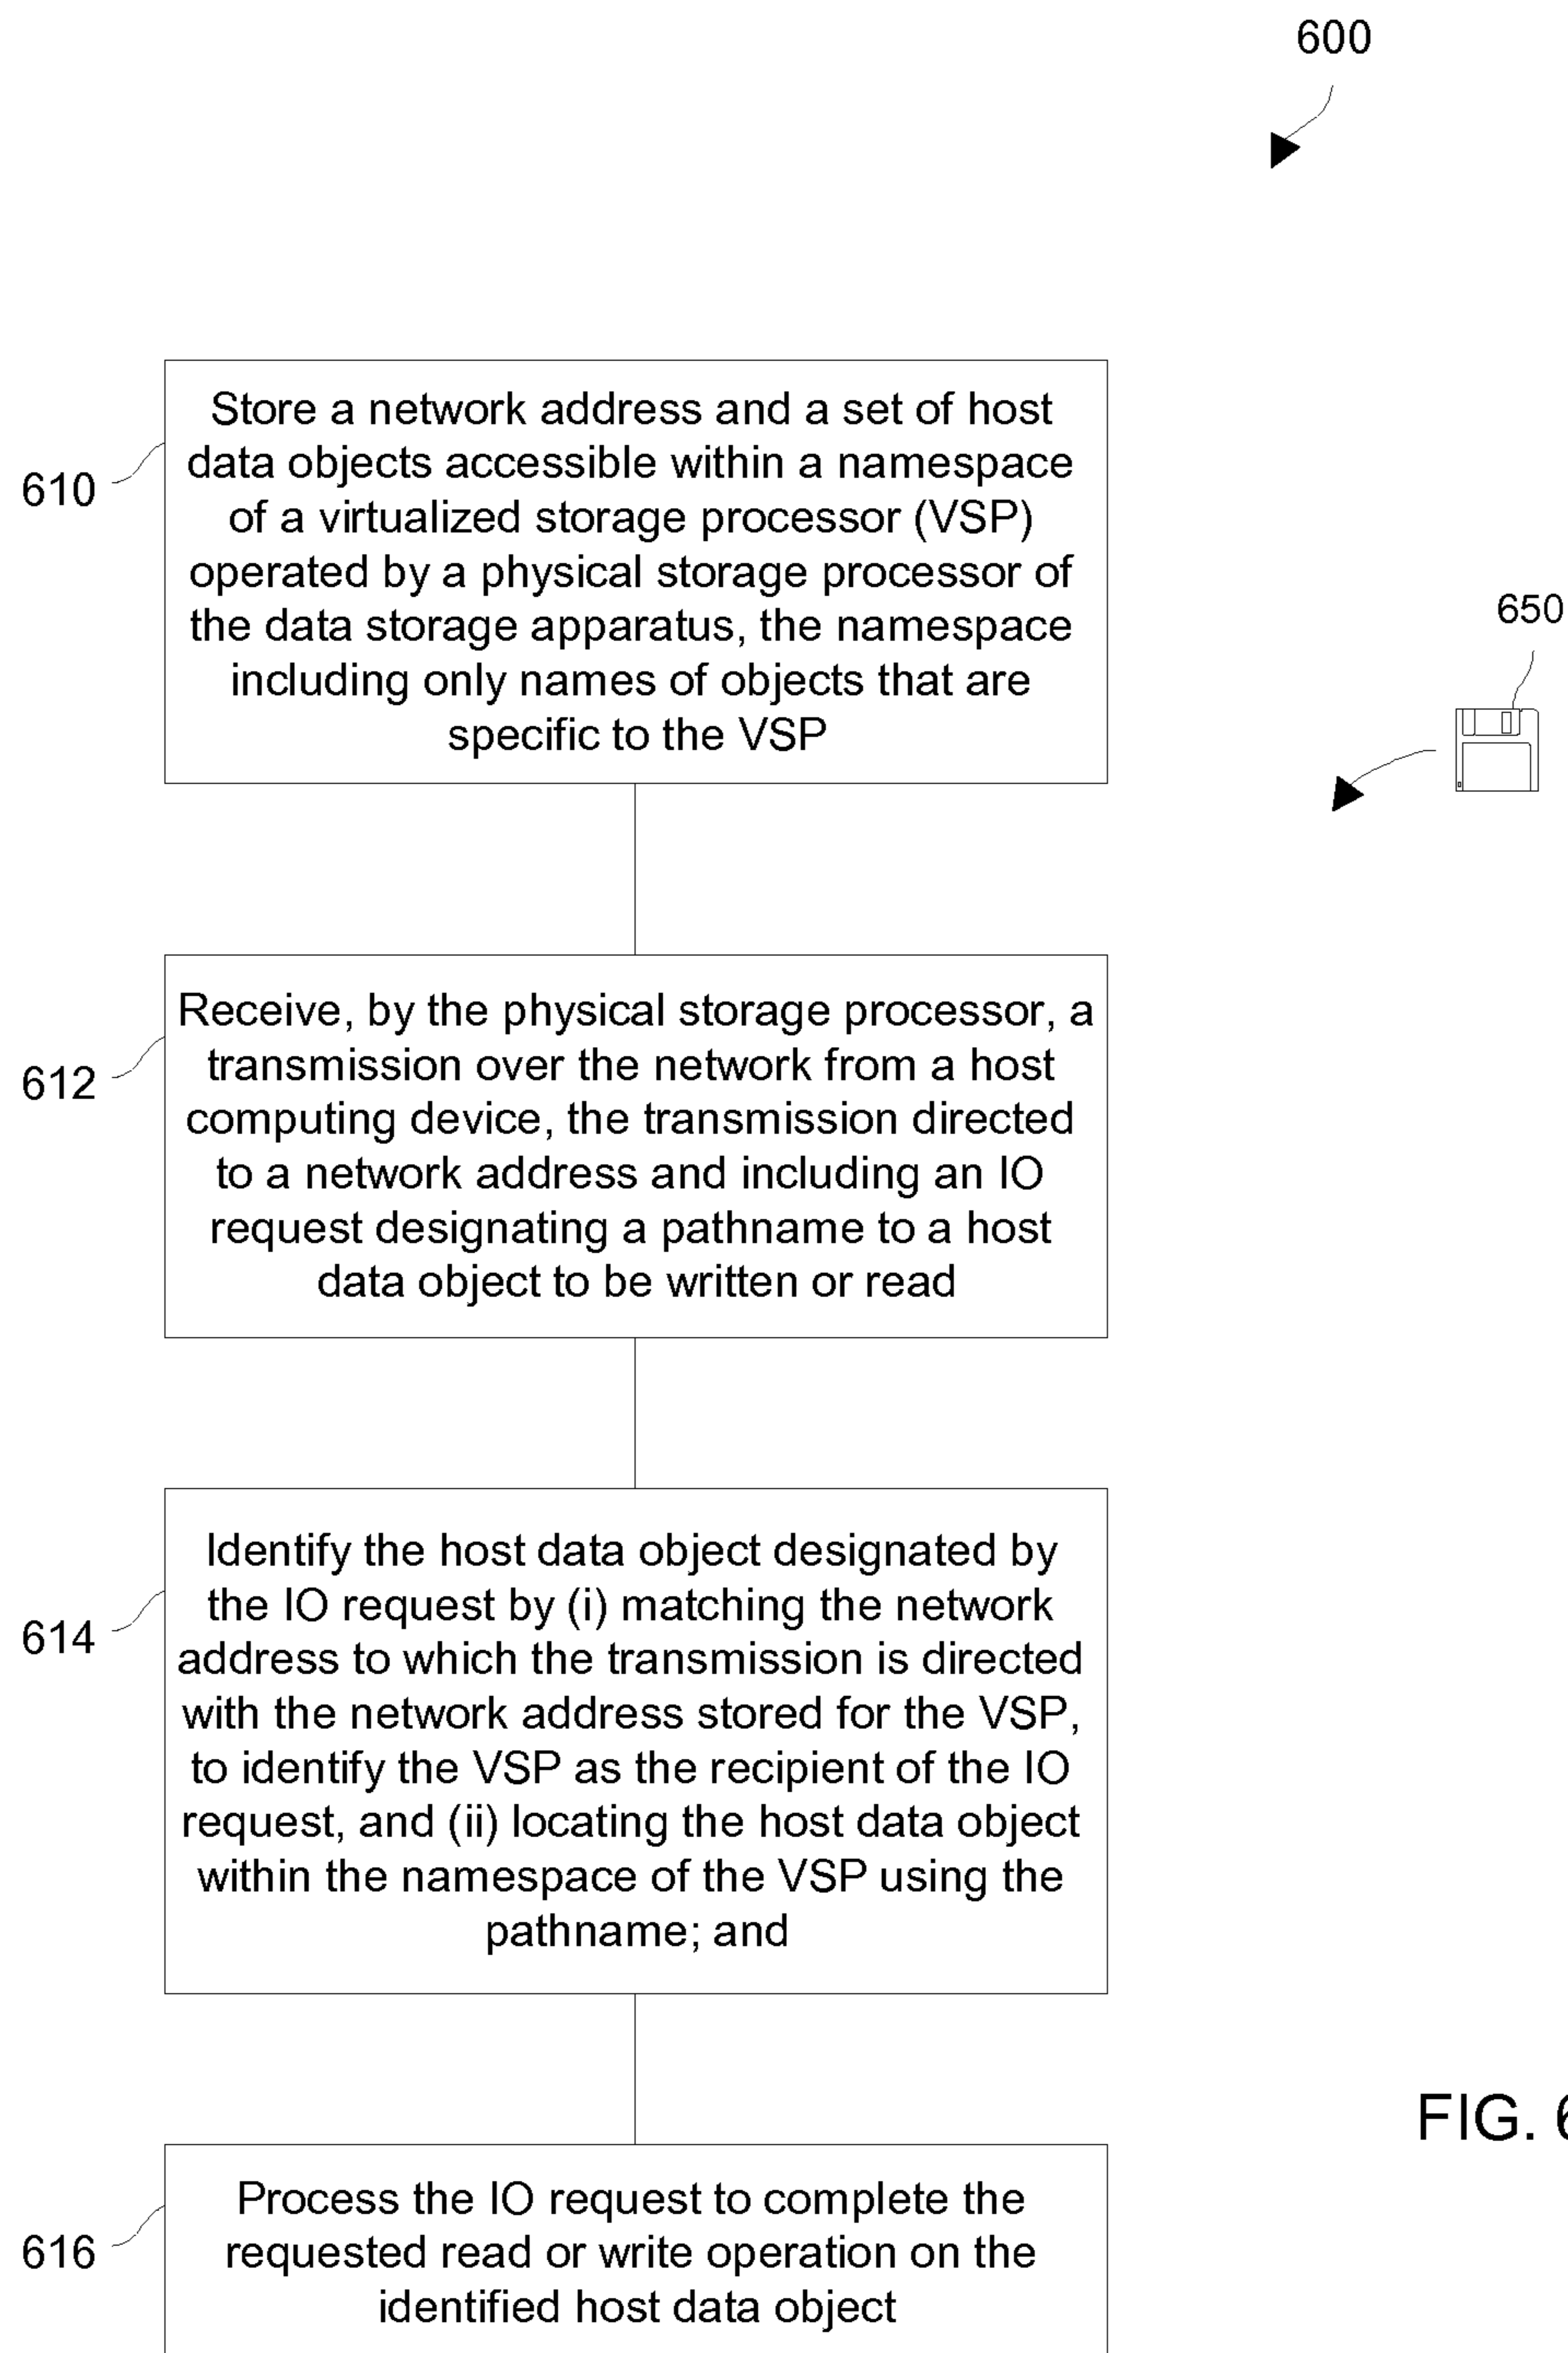 600
Store a network address and a set of host
data objects accessible within a namespace
of a virtualized storage processor (VSP)
operated by a physical storage processor of
the data storage apparatus, the namespace
including only names of objects that are
specific to the VSP
610
650
Receive, by the physical storage processor, a
transmission over the network from a host
computing device, the transmission directed
to a network address and including an IO
request designating a pathname to a host
data object to be written or read
612
Identify the host data object designated by
the IO request by (i) matching the network
address to which the transmission is directed
with the network address stored for the VSP,
to identify the VSP as the recipient of the IO
request, and (ii) locating the host data object
within the namespace of the VSP using the
pathname; and
614
FIG. 6
Process the IO request to complete the
requested read or write operation on the
identified host data object
616